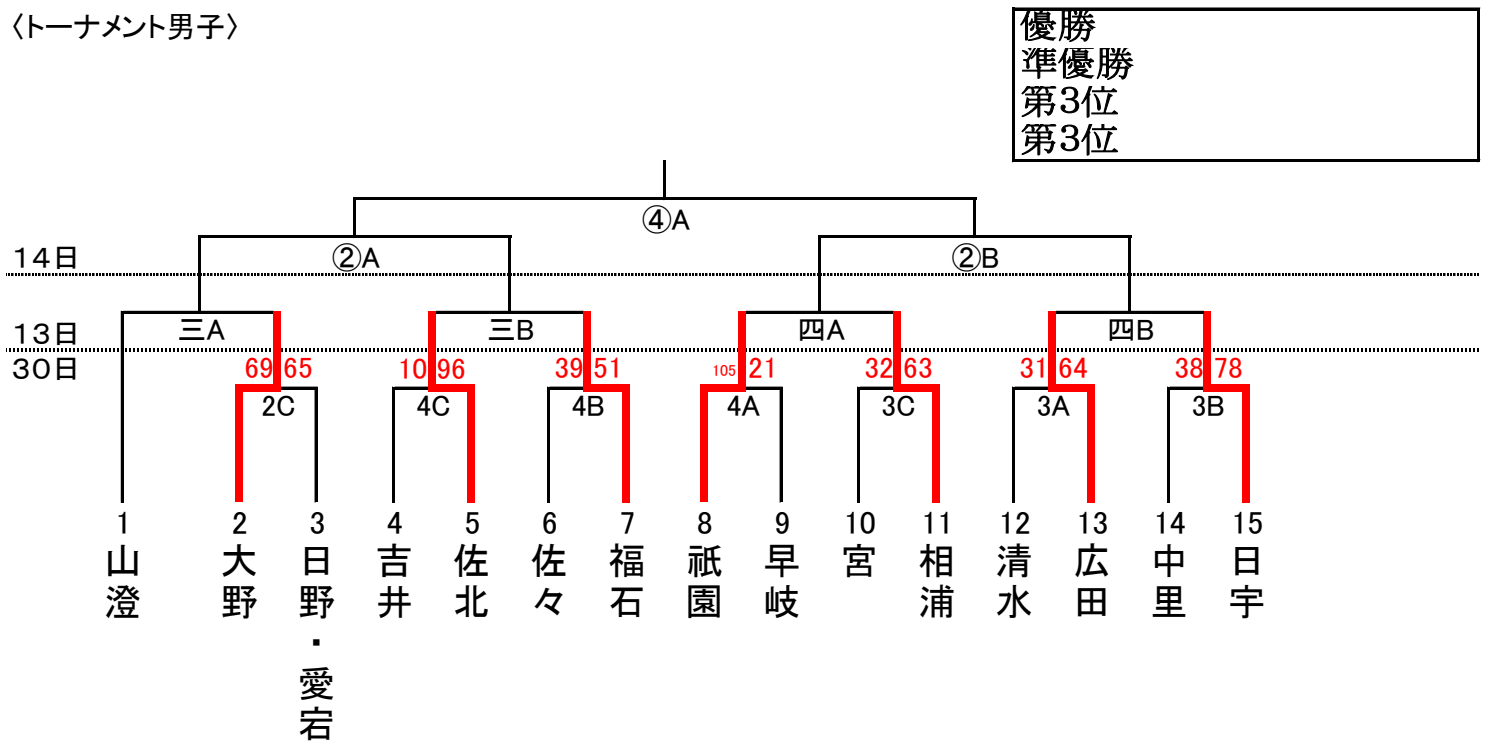 〈トーナメント男子〉
優勝
準優勝
第3位
第3位
④A
②A ②B
14日
三A 三B 四A 四B
13日
30日
69 65 10 96 39 51 105 21 32 63 31 64 38 78
2C 4C 4B 4A 3C 3A 3B
1 2 3 4 5 6 7 8 9 10 11 12 13 14 15
山澄
大野
日野・愛宕
吉井
佐北
佐々
福石
祇園
早岐
宮
相浦
清水
広田
中里
日宇